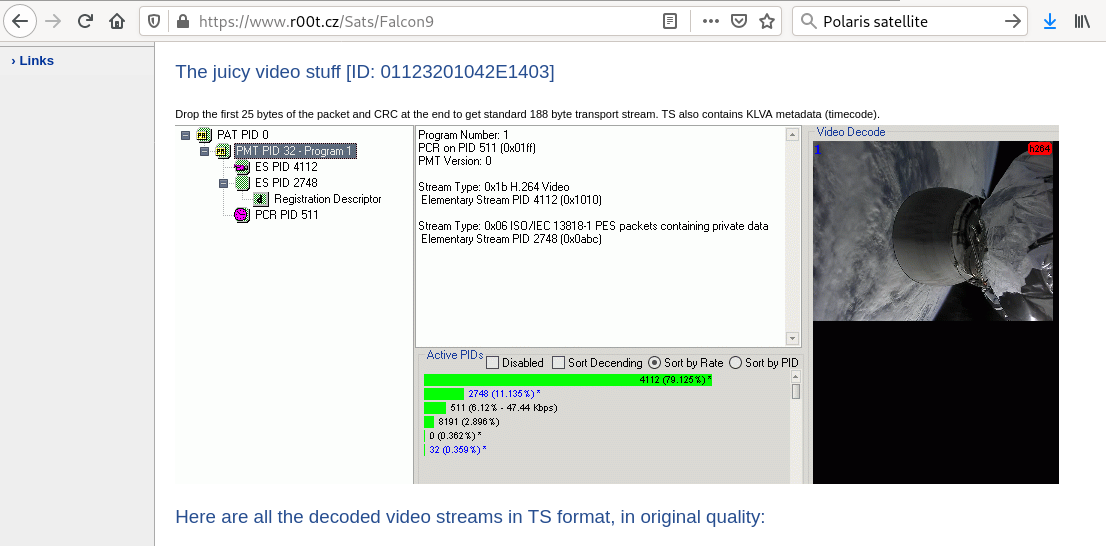 https://www.r00t.cz/Sats/Falcon9
Polaris satellite
› Links
The juicy video stuff [ID: 01123201042E1403]
Drop the first 25 bytes of the packet and CRC at the end to get standard 188 byte transport stream. TS also contains KLVA metadata (timecode).
PAT PID 0
PMT PID 32 - Program 1
ES PID 4112
ES PID 2748
Registration Descriptor
PCR PID 511
Program Number: 1
PCR on PID 511 (0x01ff)
PMT Version: 0
Stream Type: 0x1b H.264 Video
Elementary Stream PID 4112 (0x1010)
Stream Type: 0x06 ISO/IEC 13818-1 PES packets containing private data
Elementary Stream PID 2748 (0x0abc)
Active PIDs
Disabled
Sort Decending
Sort by Rate
Sort by PID
4112 (79.125%) *
2748 (11.135%) *
511 (6.12% - 47.44 Kbps)
8191 (2.896%)
0 (0.362%) *
32 (0.359%) *
Video Decode
1
h264
Here are all the decoded video streams in TS format, in original quality: